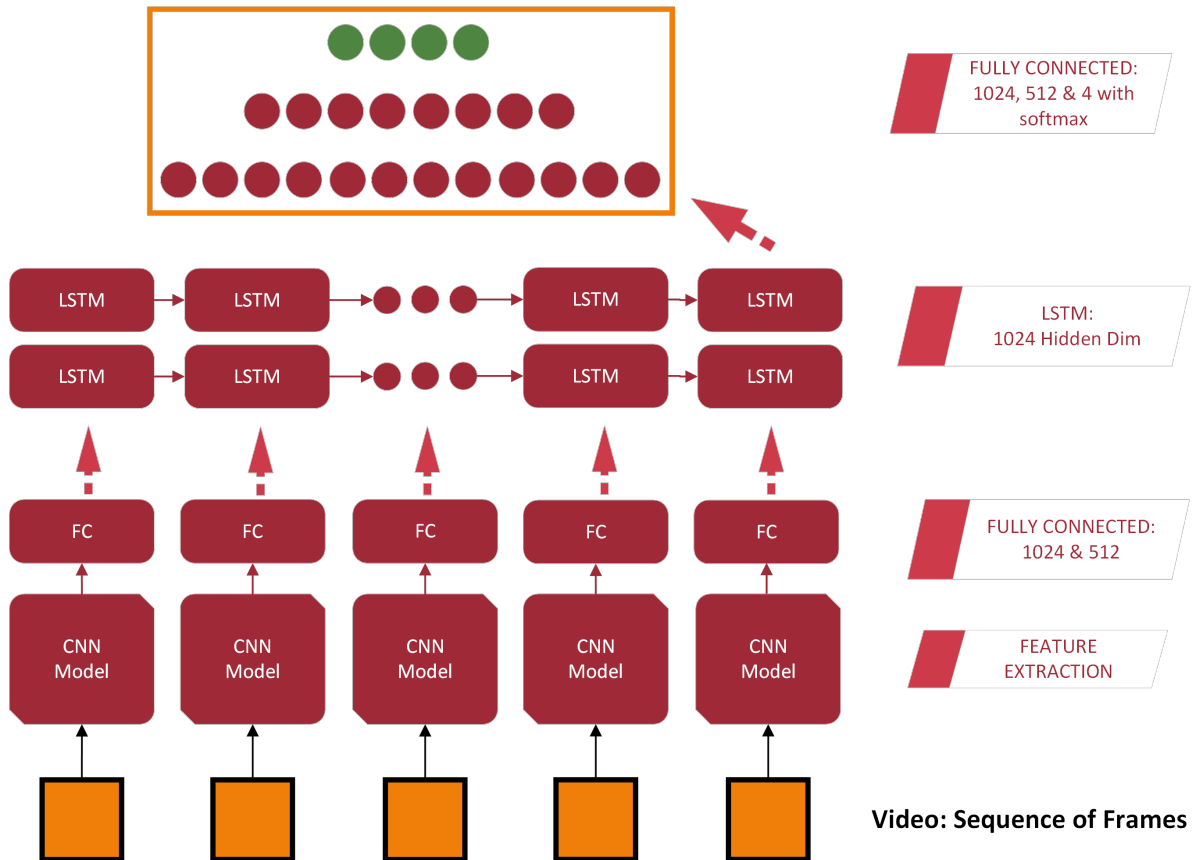 FULLY CONNECTED:
1024, 512 & 4 with
softmax
LSTM
LSTM
LSTM
LSTM
LSTM:
1024 Hidden Dim
LSTM
LSTM
LSTM
LSTM
FC
FC
FC
FC
FC
FULLY CONNECTED:
1024 & 512
CNN
Model
CNN
Model
CNN
Model
CNN
Model
CNN
Model
FEATURE
EXTRACTION
Video: Sequence of Frames